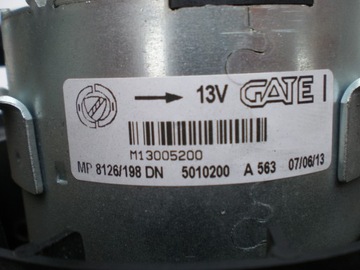 → 13V GATE
M13005200
MP 8126/198 DN 5010200 A 563 07/06/13